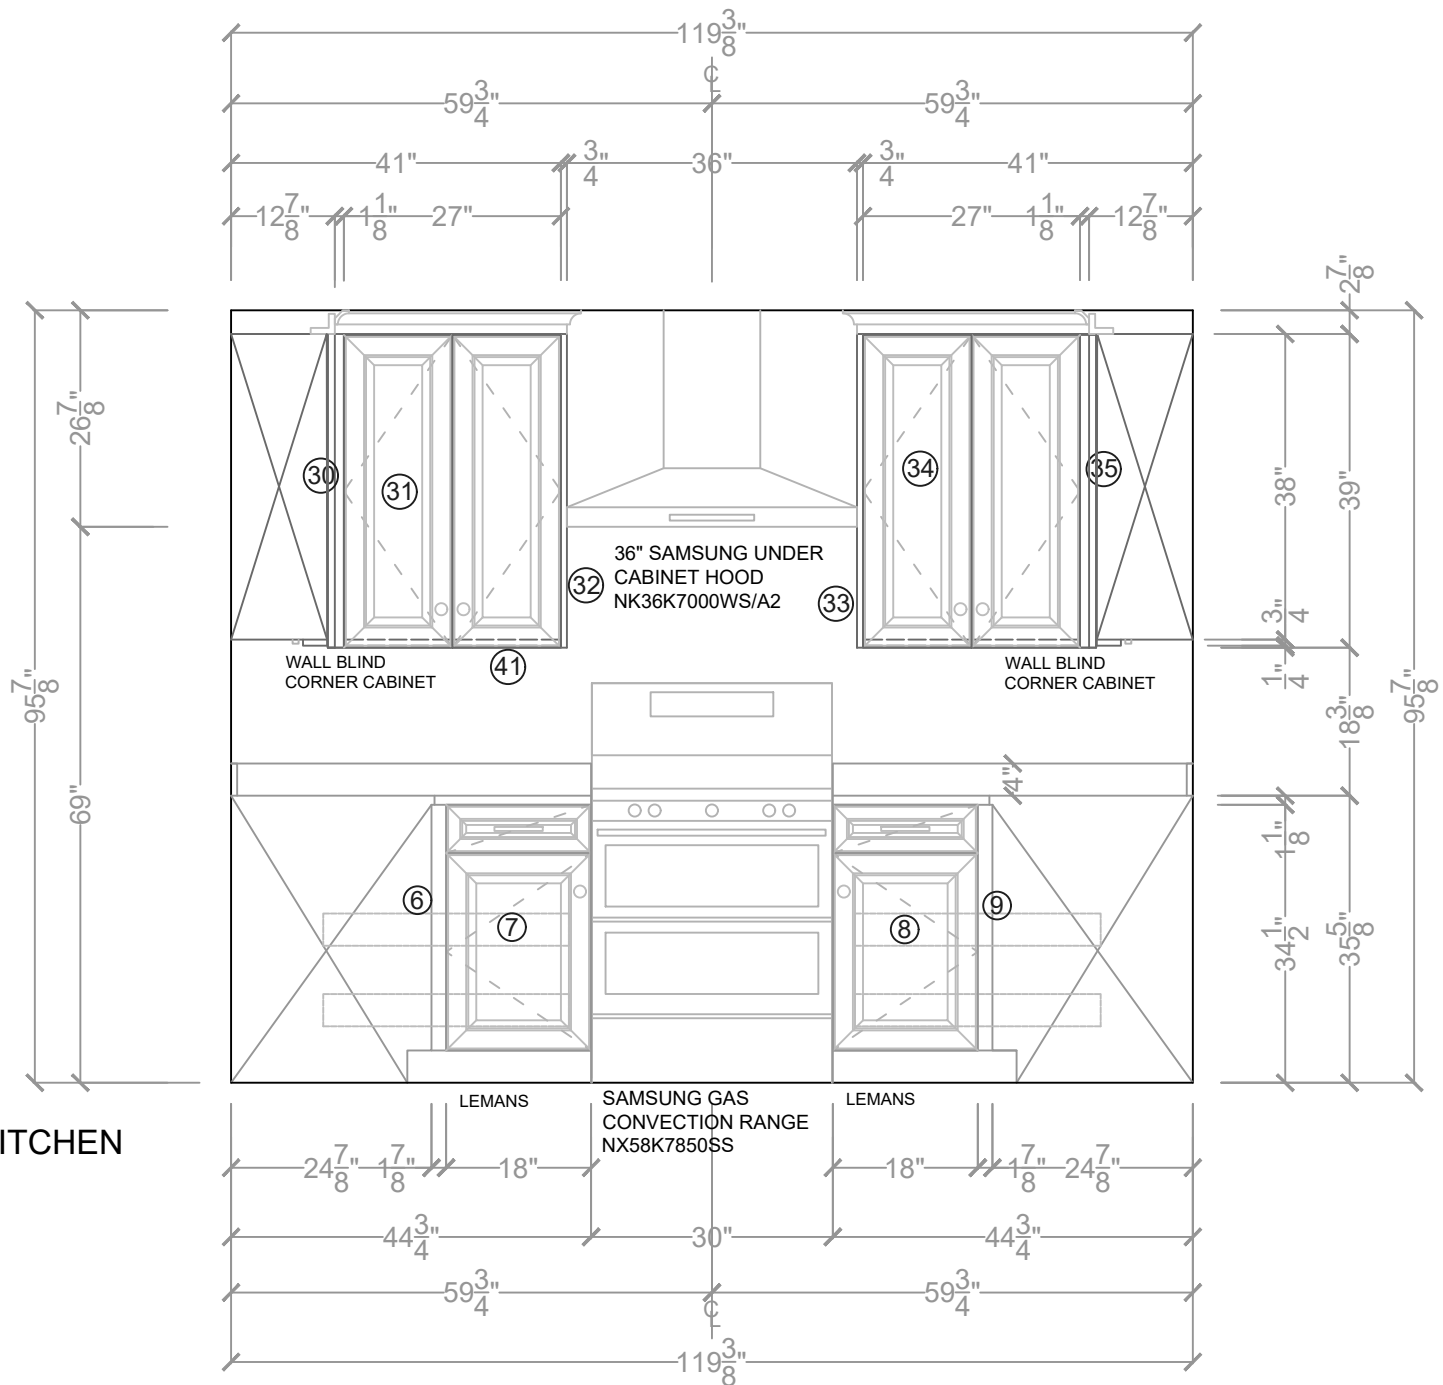 119 3/8"
C L
59 3/4" 59 3/4"
41" 3/4" 36" 3/4" 41"
12 7/8" 1 1/8" 27" 27" 1 1/8" 12 7/8"
2 7/8"
26 7/8"
30 31 34 35
38" 39"
36" SAMSUNG UNDER
CABINET HOOD
NK36K7000WS/A2
32 33
3/4"
WALL BLIND
CORNER CABINET
41
WALL BLIND
CORNER CABINET
1/4"
95 7/8" 18 3/8" 95 7/8"
69" 4"
1 1/8"
6 7 8 9
34 1/2" 35 5/8"
LEMANS
SAMSUNG GAS
CONVECTION RANGE
NX58K7850SS
LEMANS
ITCHEN
24 7/8" 1 7/8" 18" 18" 1 7/8" 24 7/8"
44 3/4" 30" 44 3/4"
59 3/4" 59 3/4"
C L
119 3/8"